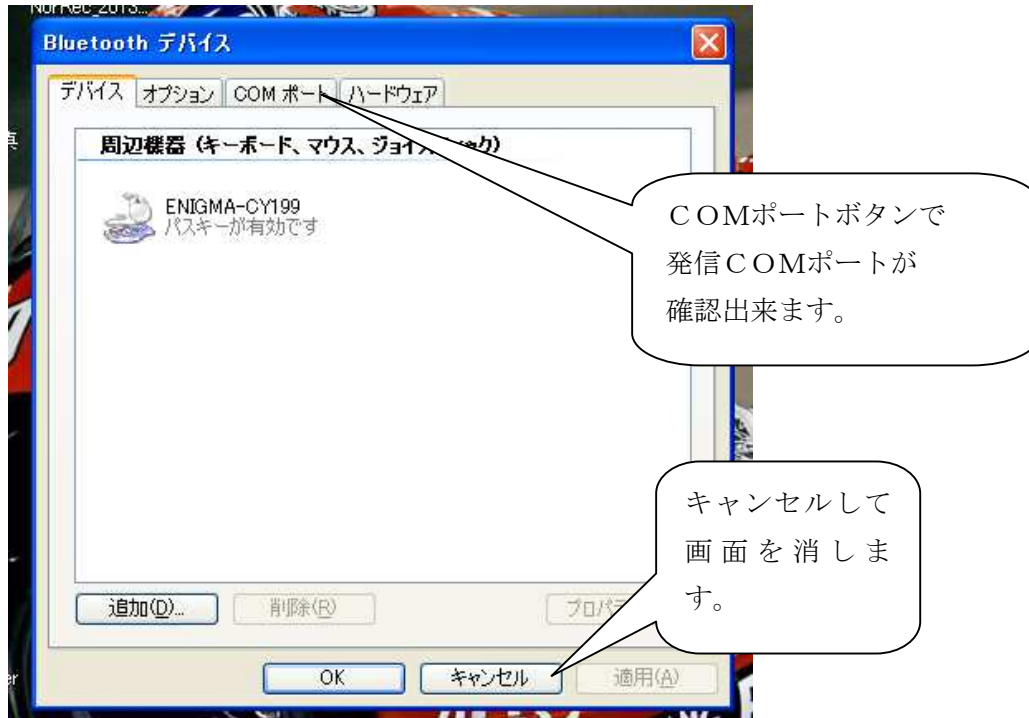 Bluetooth デバイス
デバイス オプション COM ポート ハードウェア
周辺機器 (キーボード、マウス、
ENIGMA-CY199
パスキーが有効です
COMポートボタンで
発信COMポートが
確認出来ます。
キャンセルして
画面を消しま
す。
追加(D)... 削除(R)
OK キャンセル 適用(A)